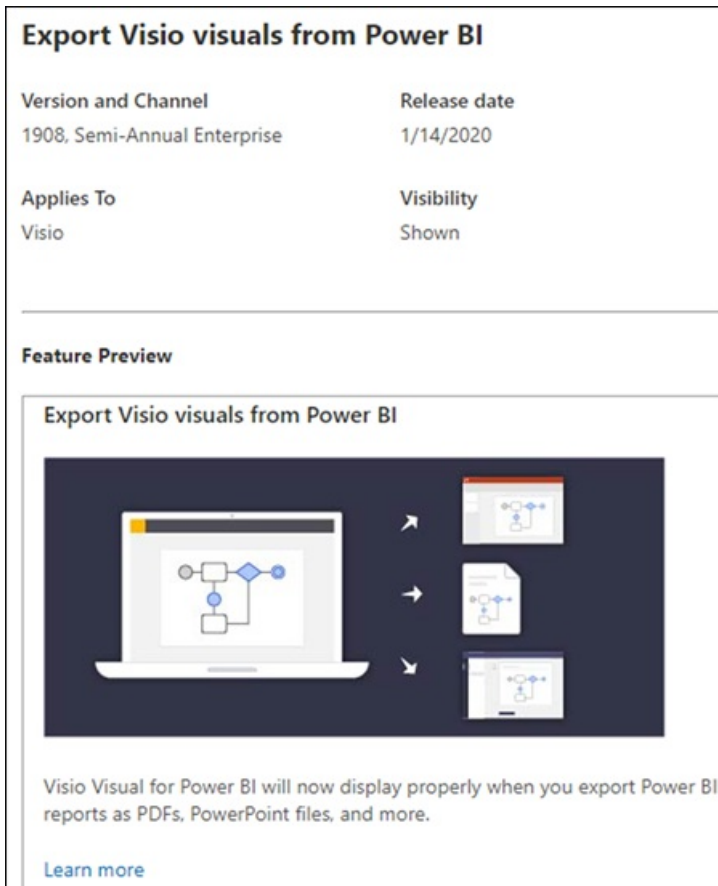 Export Visio visuals from Power BI
Version and Channel
Release date
1908, Semi-Annual Enterprise
1/14/2020
Applies To
Visibility
Visio
Shown
Feature Preview
Export Visio visuals from Power BI
Visio Visual for Power BI will now display properly when you export Power BI
reports as PDFs, PowerPoint files, and more.
Learn more